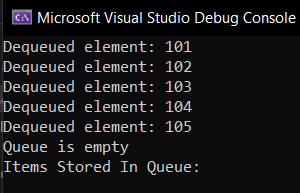 Microsoft Visual Studio Debug Console
Dequeued element: 101
Dequeued element: 102
Dequeued element: 103
Dequeued element: 104
Dequeued element: 105
Queue is empty
Items Stored In Queue: